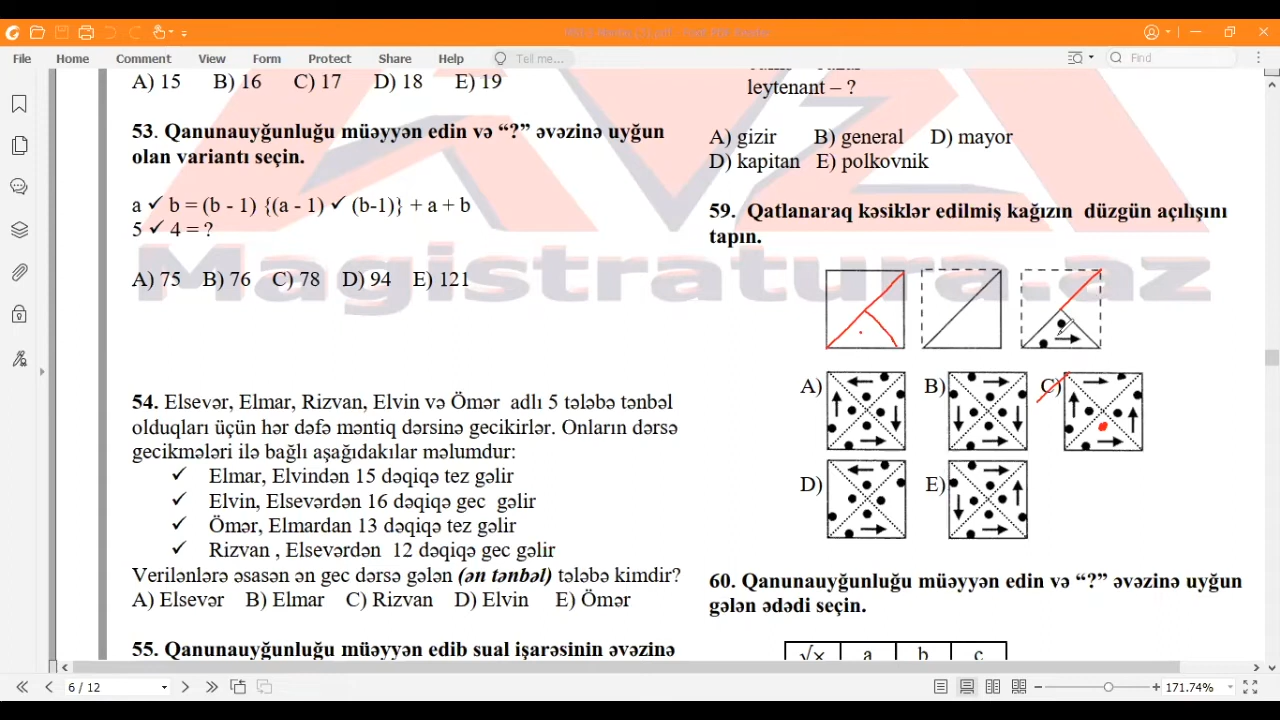 File Home Comment View Form Protect Share Help Tell me... Find
A) 15 B) 16 C) 17 D) 18 E) 19
53. Qanunauyğunluğu müəyyən edin və “?” əvəzinə uyğun
olan variantı seçin.
a ✓ b = (b - 1) {(a - 1) ✓ (b-1)} + a + b
5 ✓ 4 = ?
A) 75 B) 76 C) 78 D) 94 E) 121
54. Elsevər, Elmar, Rizvan, Elvin və Ömər adlı 5 tələbə tənbəl
olduqları üçün hər dəfə məntiq dərsinə gecikirlər. Onların dərsə
gecikmələri ilə bağlı aşağıdakılar məlumdur:
✓ Elmar, Elvindən 15 dəqiqə tez gəlir
✓ Elvin, Elsevərdən 16 dəqiqə gec gəlir
✓ Ömər, Elmardan 13 dəqiqə tez gəlir
✓ Rizvan , Elsevərdən 12 dəqiqə gec gəlir
Verilənlərə əsasən ən gec dərsə gələn (ən tənbəl) tələbə kimdir?
A) Elsevər B) Elmar C) Rizvan D) Elvin E) Ömər
55. Qanunauyğunluğu müəyyən edib sual işarəsinin əvəzinə
leytenant – ?
A) gizir B) general D) mayor
D) kapitan E) polkovnik
59. Qatlanaraq kəsiklər edilmiş kağızın düzgün açılışını
tapın.
A) B) C)
D) E)
60. Qanunauyğunluğu müəyyən edin və “?” əvəzinə uyğun
gələn ədədi seçin.
√x a b c
Magistratura.az
6 / 12
171.74%